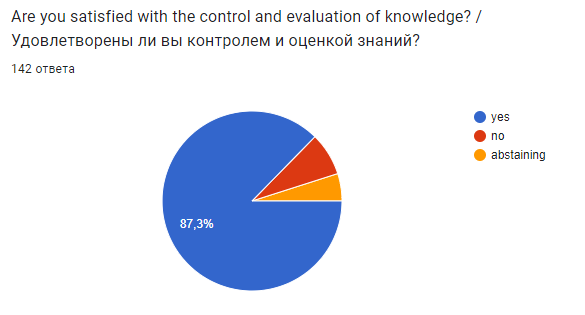 Are you satisfied with the control and evaluation of knowledge? /
Удовлетворены ли вы контролем и оценкой знаний?
142 ответа
yes
no
abstaining
87,3%